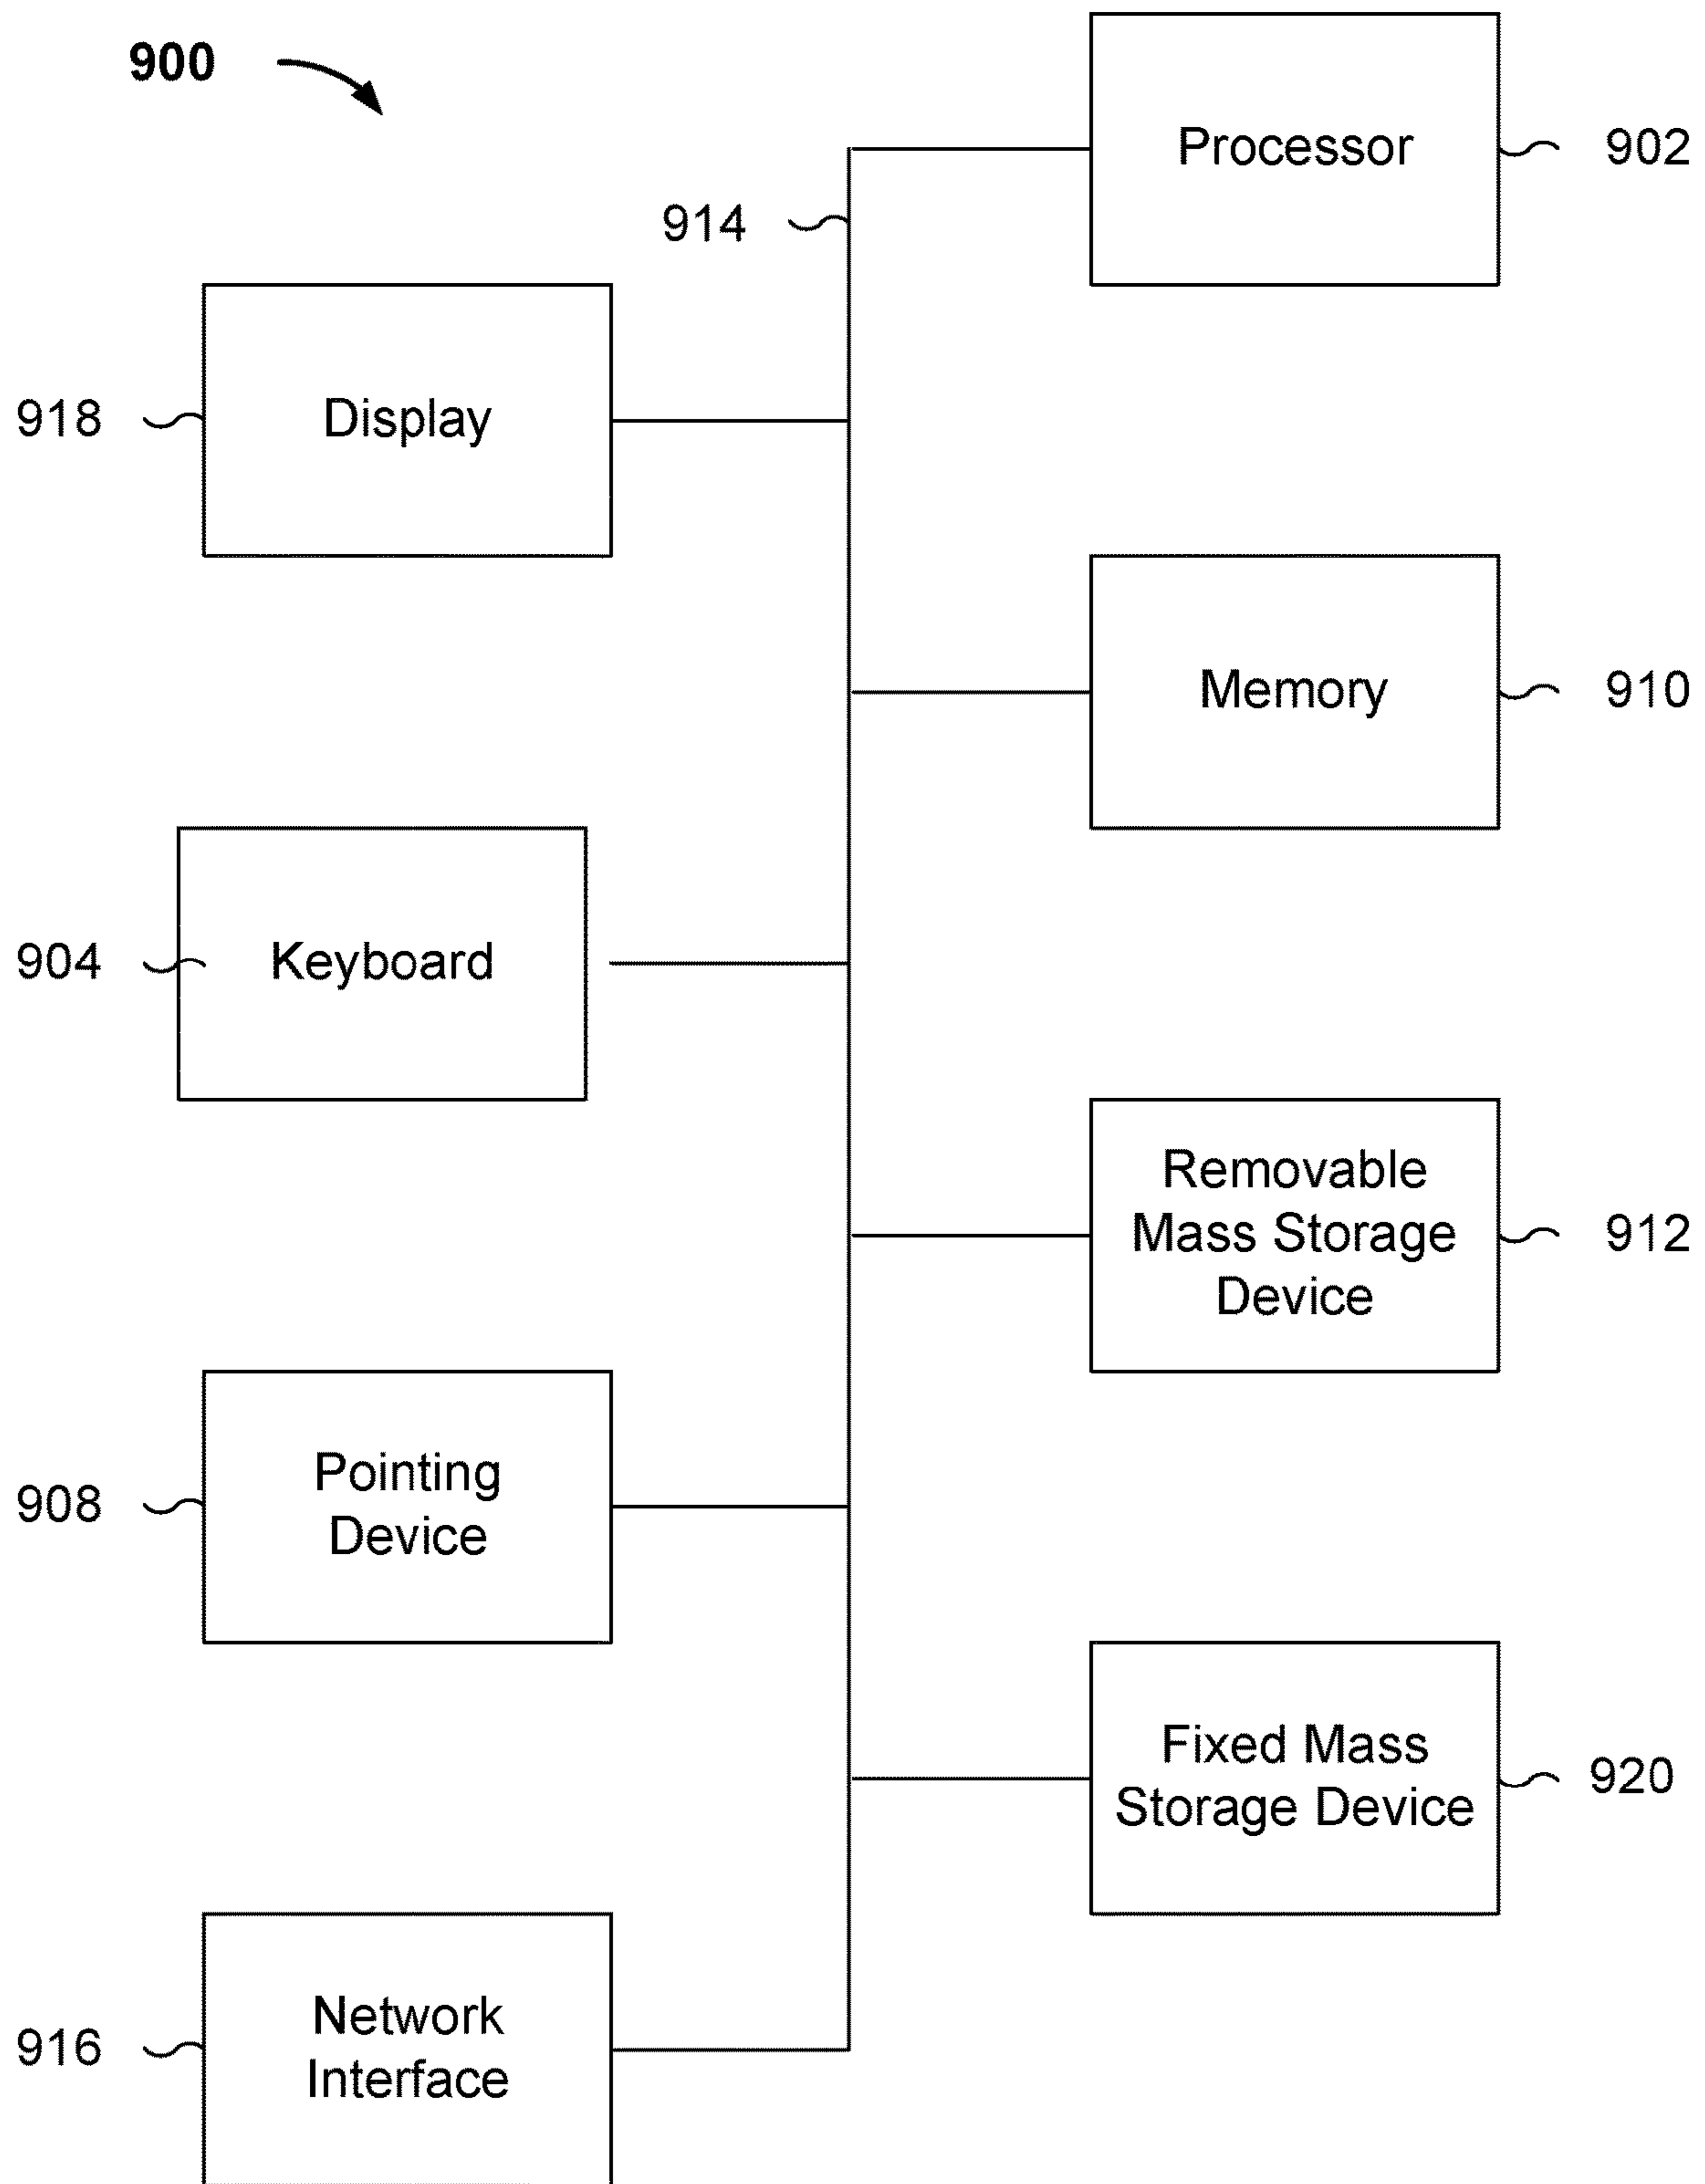 900
Processor
902
914
918
Display
Memory
910
904
Keyboard
Removable
Mass Storage
Device
912
908
Pointing
Device
Fixed Mass
Storage Device
920
916
Network
Interface